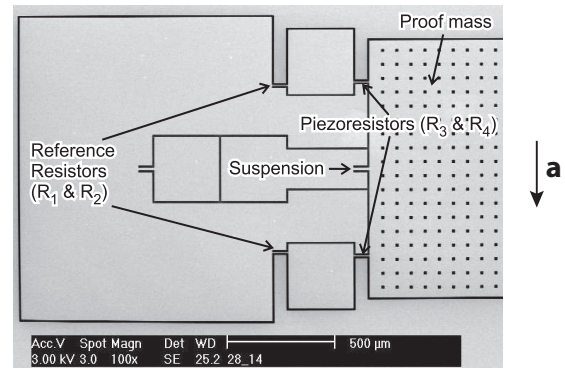 Proof mass
Piezoresistors (R3 & R4)
Reference
Resistors
(R1 & R2)
Suspension
a
Acc.V Spot Magn Det WD 500 µm
3.00 kV 3.0 100x SE 25.2 28_14